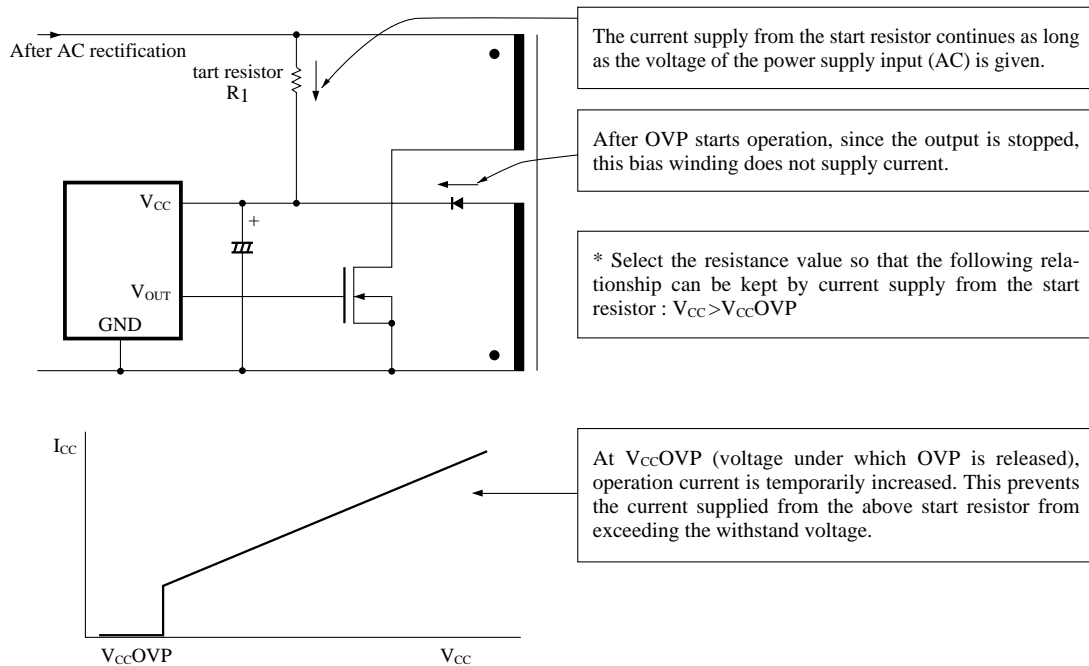 After AC rectification
tart resistor
R1
VCC
+
VOUT
GND
The current supply from the start resistor continues as long
as the voltage of the power supply input (AC) is given.
After OVP starts operation, since the output is stopped,
this bias winding does not supply current.
* Select the resistance value so that the following rela-
tionship can be kept by current supply from the start
resistor : VCC>VCCOVP
ICC
VCCOVP
VCC
At VCCOVP (voltage under which OVP is released),
operation current is temporarily increased. This prevents
the current supplied from the above start resistor from
exceeding the withstand voltage.